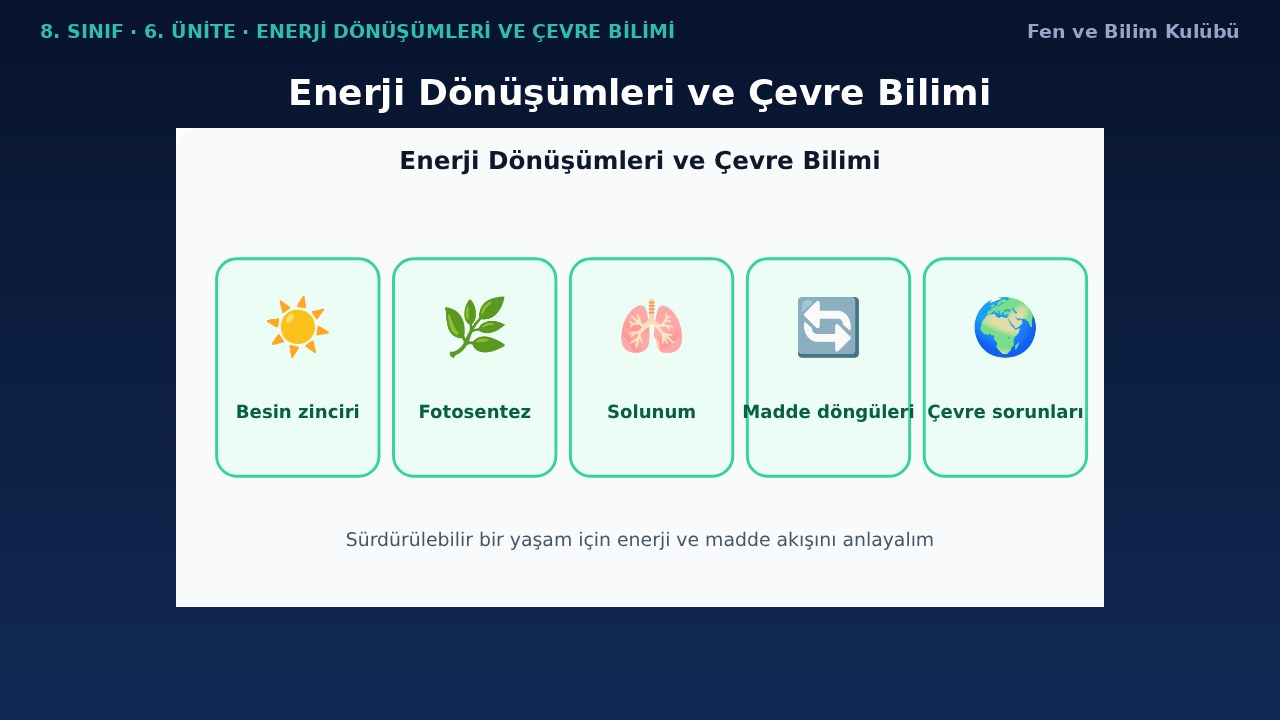 8. SINIF · 6. ÜNİTE · ENERJİ DÖNÜŞÜMLERİ VE ÇEVRE BİLİMİ
Fen ve Bilim Kulübü
Enerji Dönüşümleri ve Çevre Bilimi
Enerji Dönüşümleri ve Çevre Bilimi
Besin zinciri
Fotosentez
Solunum
Madde döngüleri
Çevre sorunları
Sürdürülebilir bir yaşam için enerji ve madde akışını anlayalım